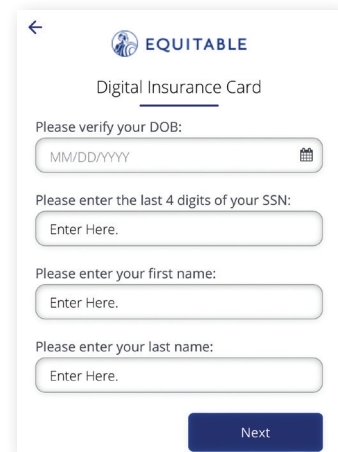 EQUITABLE
Digital Insurance Card
Please verify your DOB:
MM/DD/YYYY
Please enter the last 4 digits of your SSN:
Enter Here.
Please enter your first name:
Enter Here.
Please enter your last name:
Enter Here.
Next